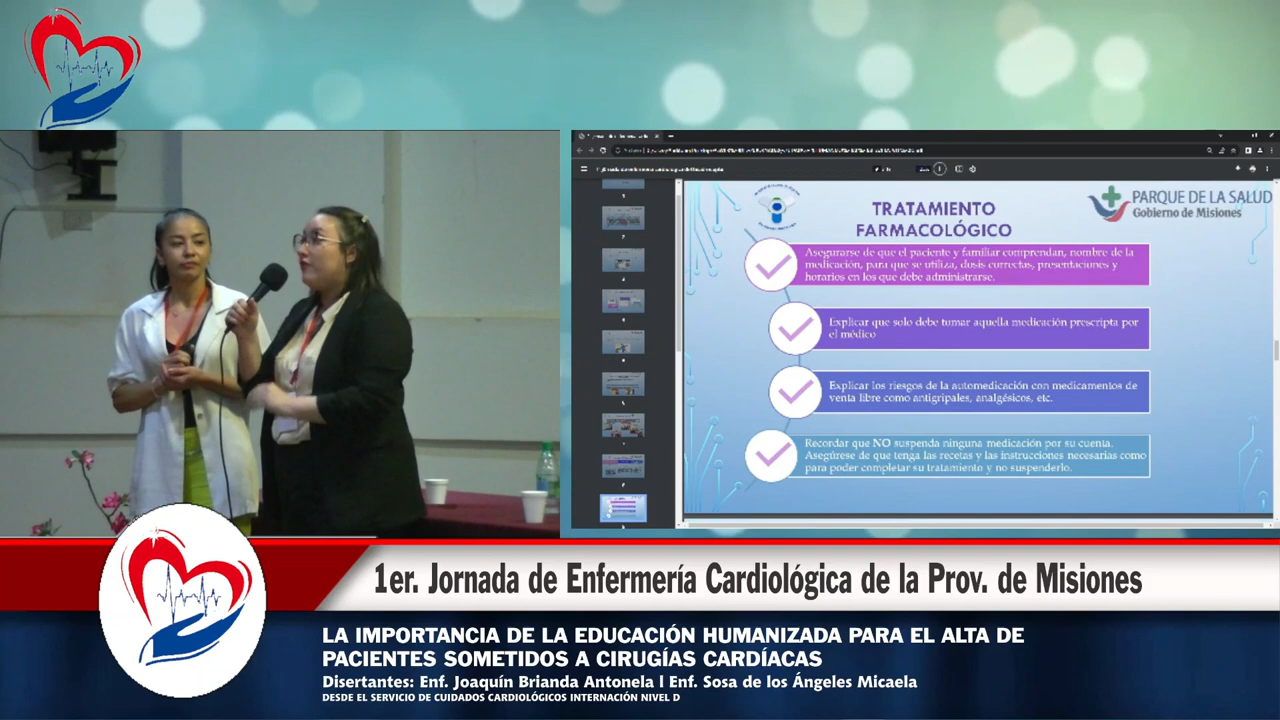 TRATAMIENTO
FARMACOLÓGICO
PARQUE DE LA SALUD
Gobierno de Misiones
Asegurarse de que el paciente y familiar comprendan, nombre de la
medicación, para que se utiliza, dosis correctas, presentaciones y
horarios en los que debe administrarse.
Explicar que solo debe tomar aquella medicación prescripta por
el médico
Explicar los riesgos de la automedicación con medicamentos de
venta libre como antigripales, analgésicos, etc.
Recordar que NO suspenda ninguna medicación por su cuenta.
Asegúrese de que tenga las recetas y las instrucciones necesarias como
para poder completar su tratamiento y no suspenderlo.
1er. Jornada de Enfermería Cardiológica de la Prov. de Misiones
LA IMPORTANCIA DE LA EDUCACIÓN HUMANIZADA PARA EL ALTA DE
PACIENTES SOMETIDOS A CIRUGÍAS CARDÍACAS
Disertantes: Enf. Joaquín Brianda Antonela l Enf. Sosa de los Ángeles Micaela
DESDE EL SERVICIO DE CUIDADOS CARDIOLÓGICOS INTERNACIÓN NIVEL D